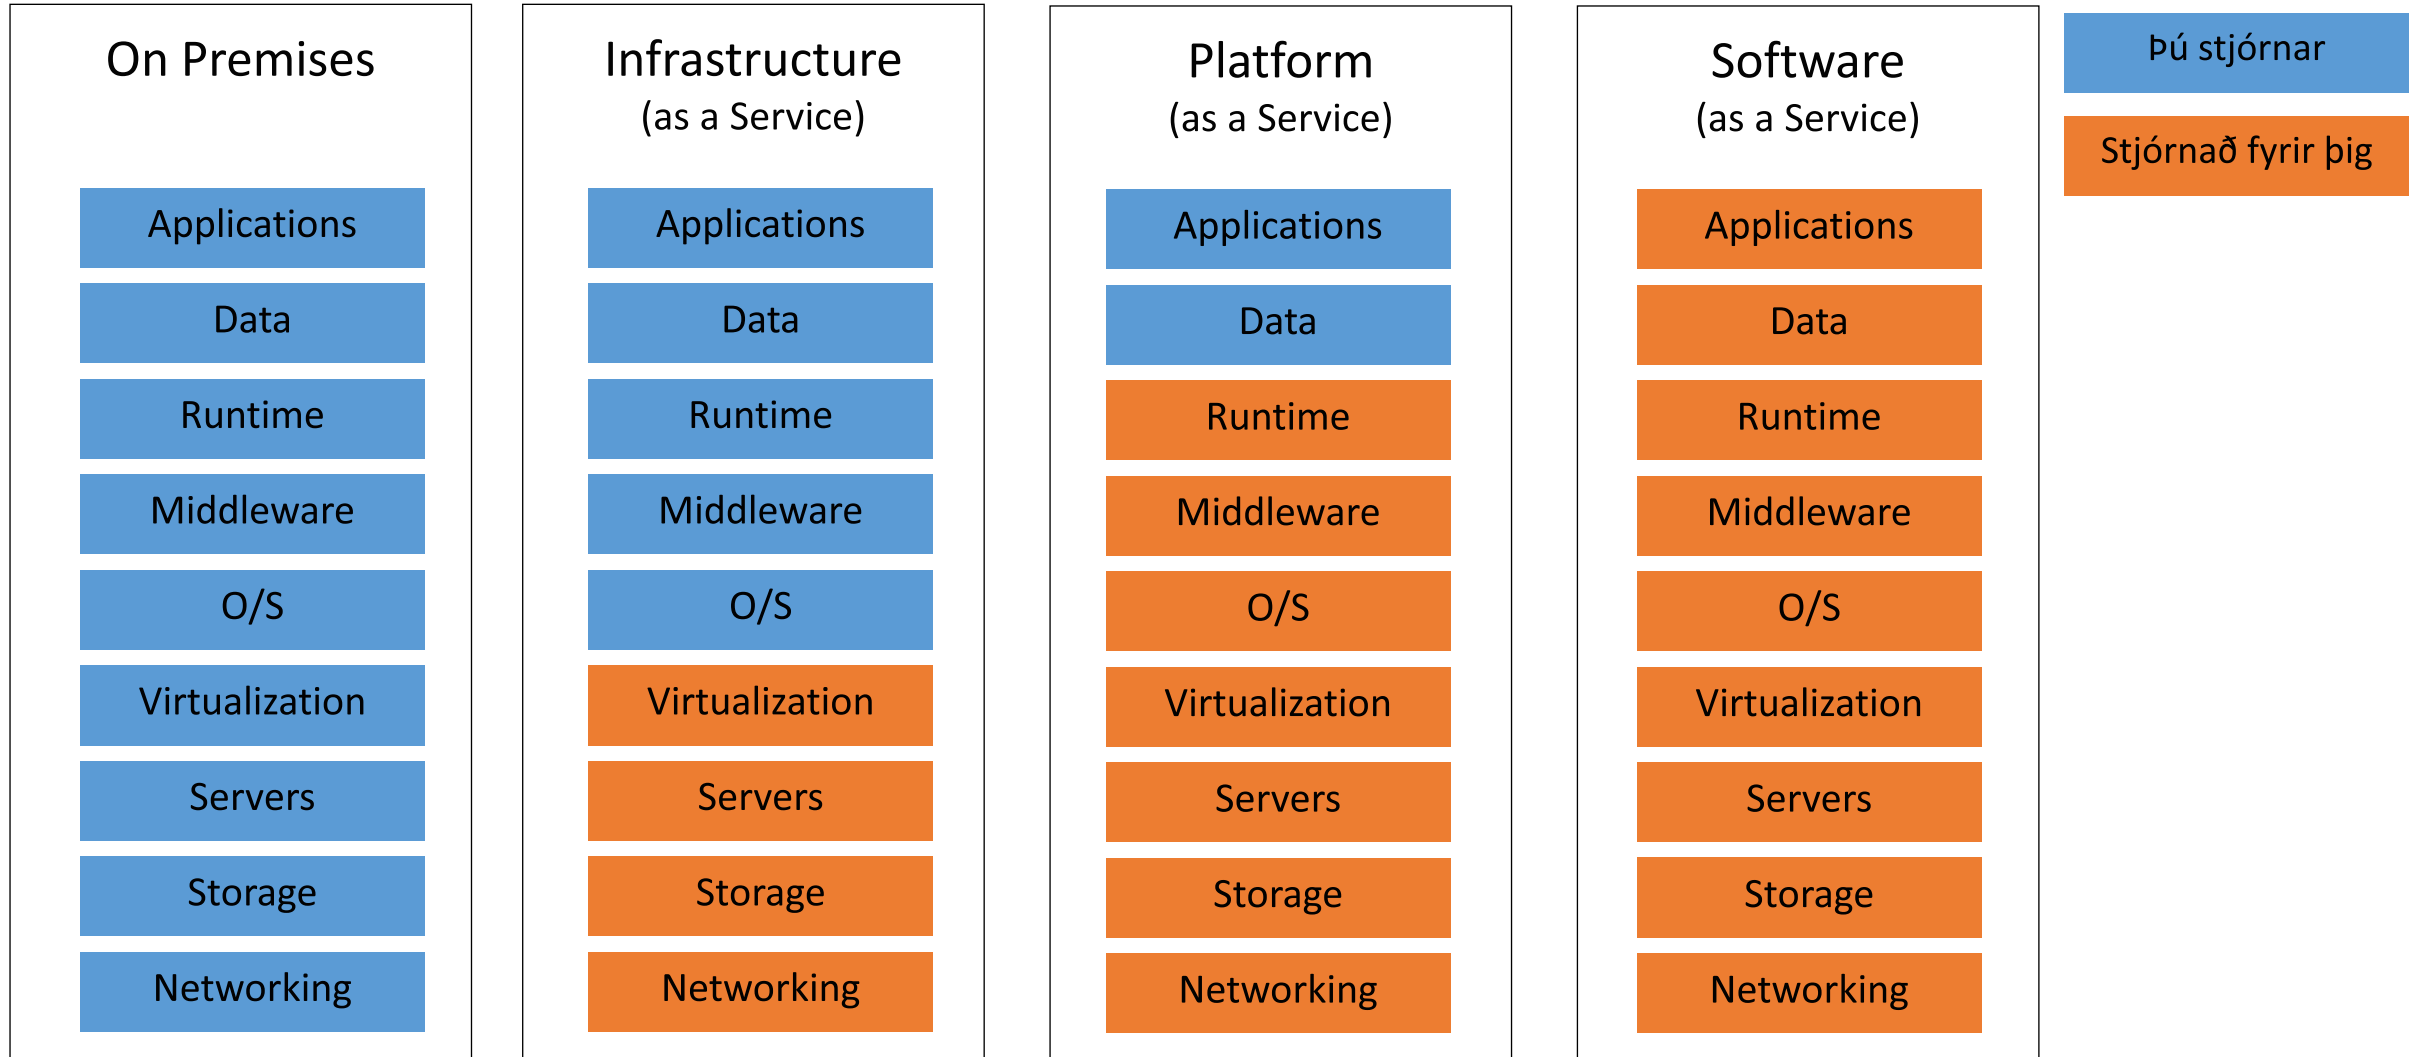 On Premises
Applications
Data
Runtime
Middleware
O/S
Virtualization
Servers
Storage
Networking
Infrastructure
(as a Service)
Applications
Data
Runtime
Middleware
O/S
Virtualization
Servers
Storage
Networking
Platform
(as a Service)
Applications
Data
Runtime
Middleware
O/S
Virtualization
Servers
Storage
Networking
Software
(as a Service)
Applications
Data
Runtime
Middleware
O/S
Virtualization
Servers
Storage
Networking
Þú stjórnar
Stjórnað fyrir þig